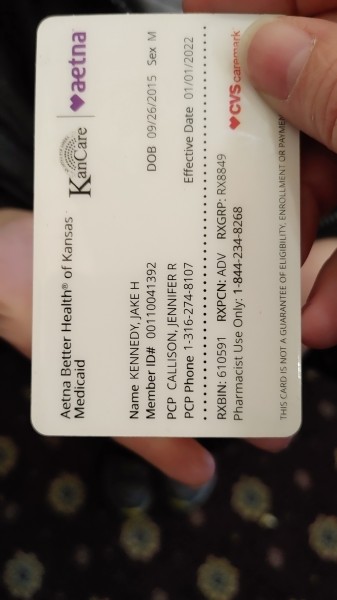 Aetna Better Health® of Kansas
Medicaid
KanCare
aetna
Name KENNEDY, JAKE H
Member ID# 00110041392
DOB 09/26/2015 Sex M
PCP CALLISON, JENNIFER R
PCP Phone 1-316-274-8107
Effective Date 01/01/2022
RXBIN: 610591 RXPCN: ADV RXGRP: RX8849
Pharmacist Use Only: 1-844-234-8268
CVS caremark
THIS CARD IS NOT A GUARANTEE OF ELIGIBILITY, ENROLLMENT OR PAYME